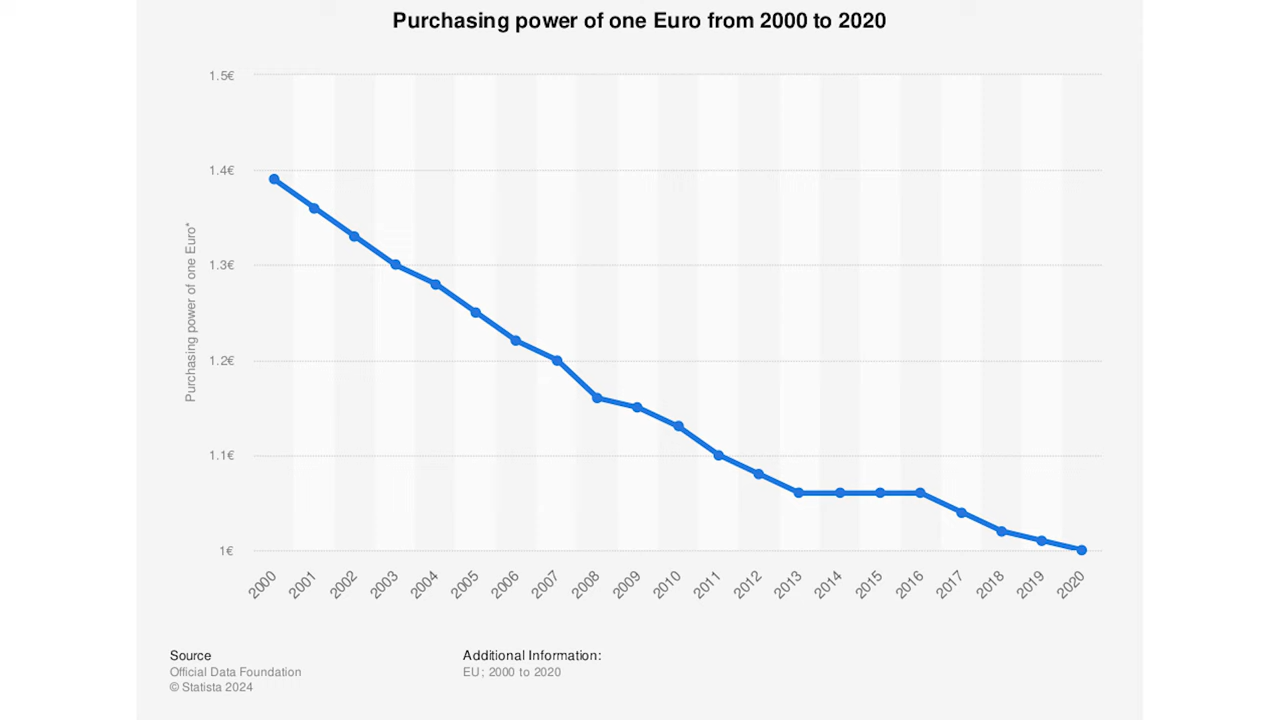 Purchasing power of one Euro from 2000 to 2020
1.5€
1.4€
1.3€
1.2€
1.1€
1€
Purchasing power of one Euro*
2000 2001 2002 2003 2004 2005 2006 2007 2008 2009 2010 2011 2012 2013 2014 2015 2016 2017 2018 2019 2020
Source
Official Data Foundation
© Statista 2024
Additional Information:
EU; 2000 to 2020